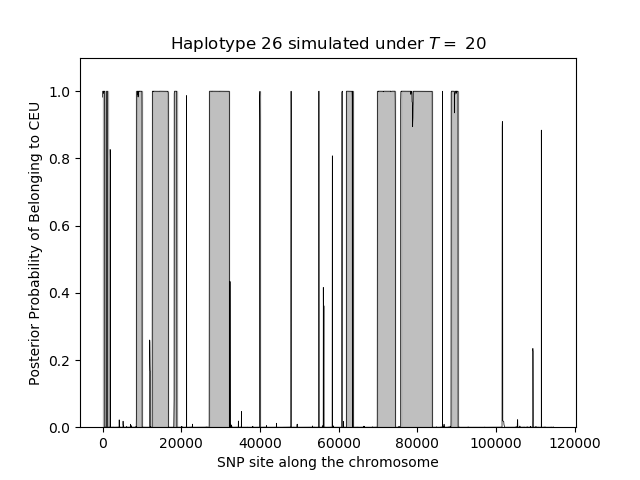 Haplotype 26 simulated under T = 20
Posterior Probability of Belonging to CEU
1.0
0.8
0.6
0.4
0.2
0.0
0 20000 40000 60000 80000 100000 120000
SNP site along the chromosome